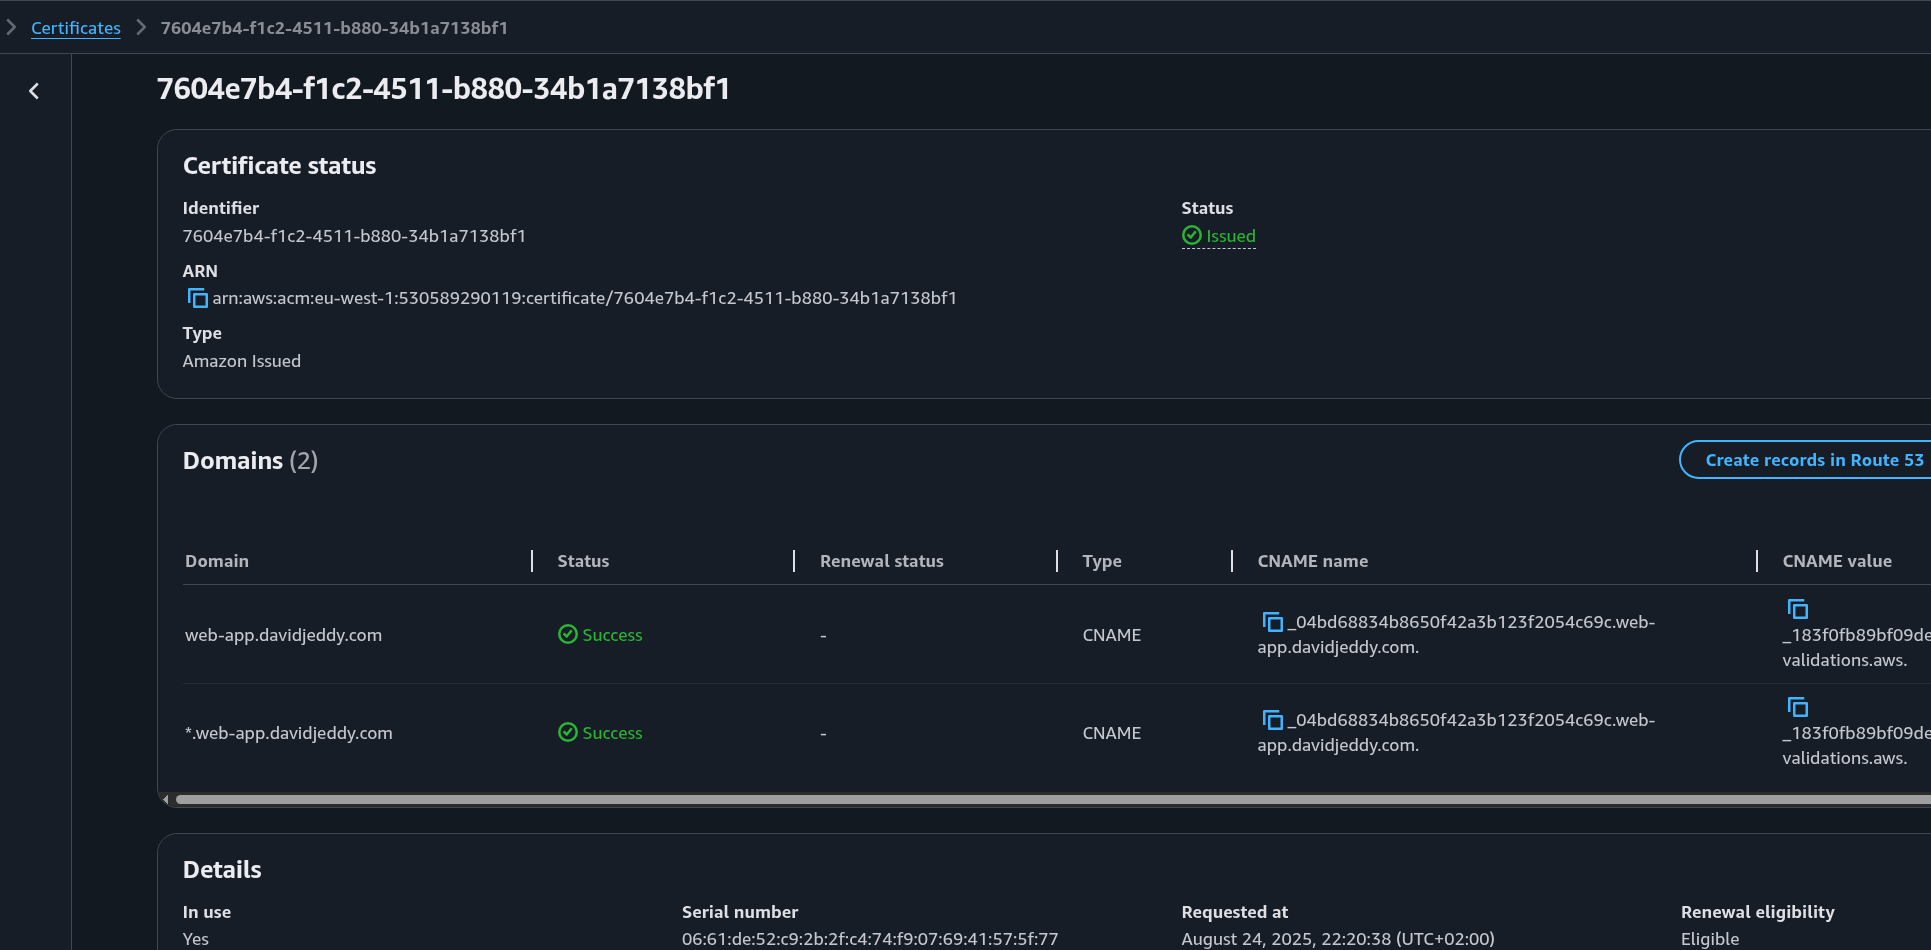 Certificates
7604e7b4-f1c2-4511-b880-34b1a7138bf1
7604e7b4-f1c2-4511-b880-34b1a7138bf1
Certificate status
Identifier
7604e7b4-f1c2-4511-b880-34b1a7138bf1
Status
Issued
ARN
arn:aws:acm:eu-west-1:530589290119:certificate/7604e7b4-f1c2-4511-b880-34b1a7138bf1
Type
Amazon Issued
Domains (2)
Create records in Route 53
Domain Status Renewal status Type CNAME name CNAME value
web-app.davidjeddy.com Success - CNAME _04bd68834b8650f42a3b123f2054c69c.web-
app.davidjeddy.com.
_183f0fb89bf09de
validations.aws.
*.web-app.davidjeddy.com Success - CNAME _04bd68834b8650f42a3b123f2054c69c.web-
app.davidjeddy.com.
_183f0fb89bf09de
validations.aws.
Details
In use
Yes
Serial number
06:61:de:52:c9:2b:2f:c4:74:f9:07:69:41:57:5f:77
Requested at
August 24, 2025, 22:20:38 (UTC+02:00)
Renewal eligibility
Eligible